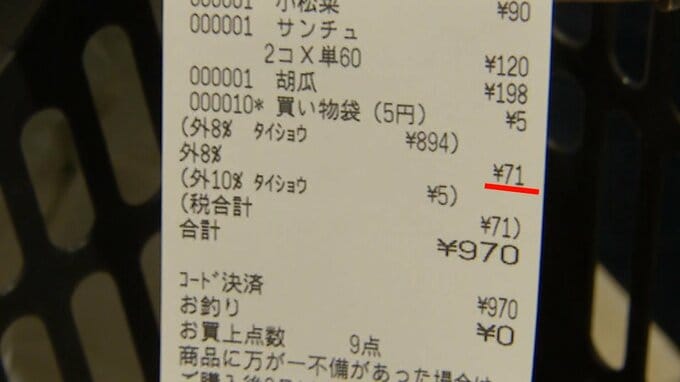 000001 小松菜 ¥90
000001 サンチュ
2コX単60 ¥120
000001 胡瓜 ¥198
000010* 買い物袋(5円) ¥5
(外8% タイショウ ¥894)
外8% ¥71
(外10% タイショウ ¥5)
(税合計 ¥71)
合計 ¥970
コード決済 ¥970
お釣り ¥0
お買上点数 9点
商品に万が一不備があった場合は